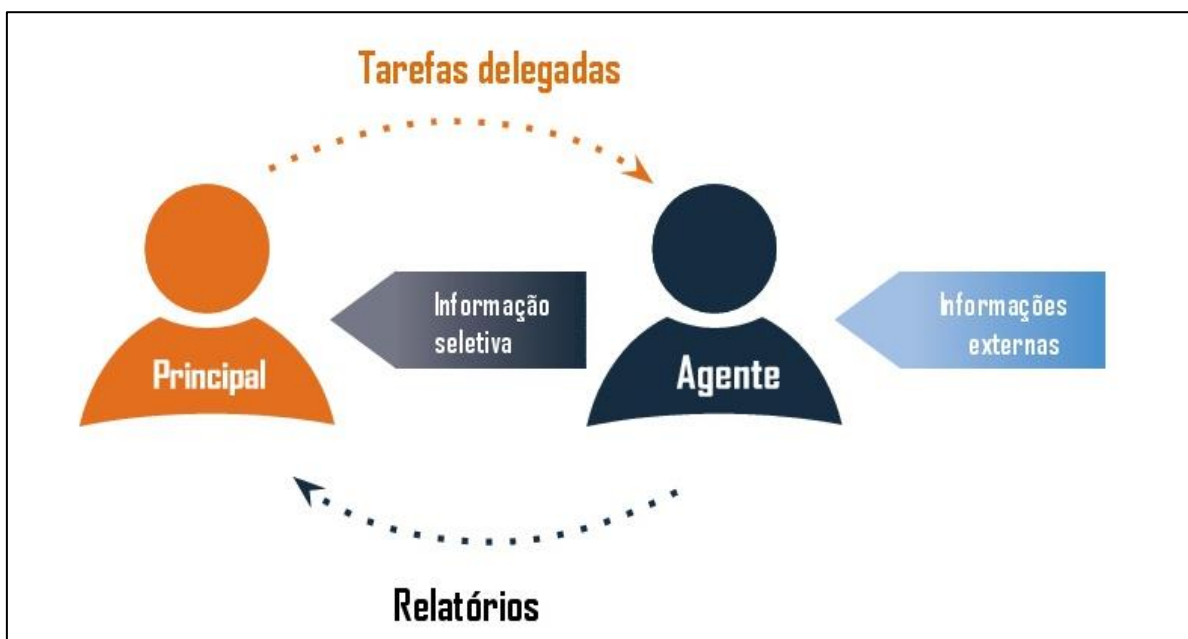 Tarefas delegadas
Informação
seletiva
Informações
externas
Principal
Agente
Relatórios